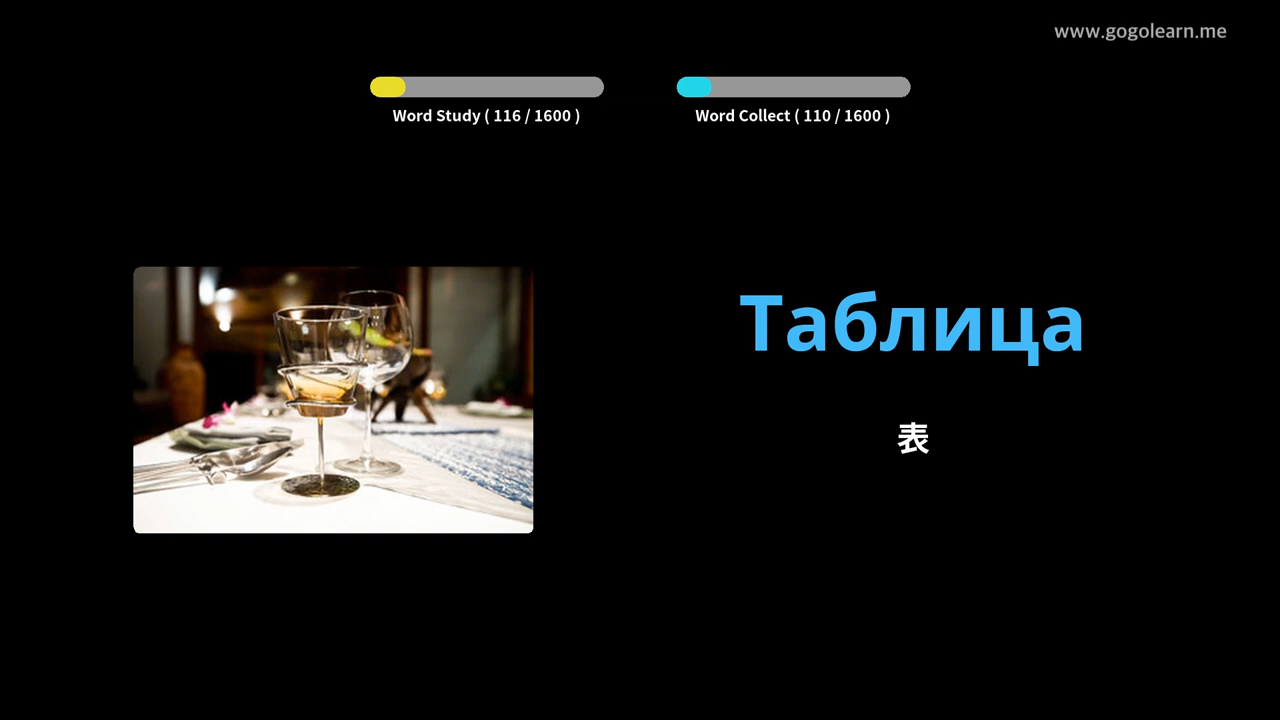 www.gogolearn.me
Word Study ( 116 / 1600 )
Word Collect ( 110 / 1600 )
Таблица
表